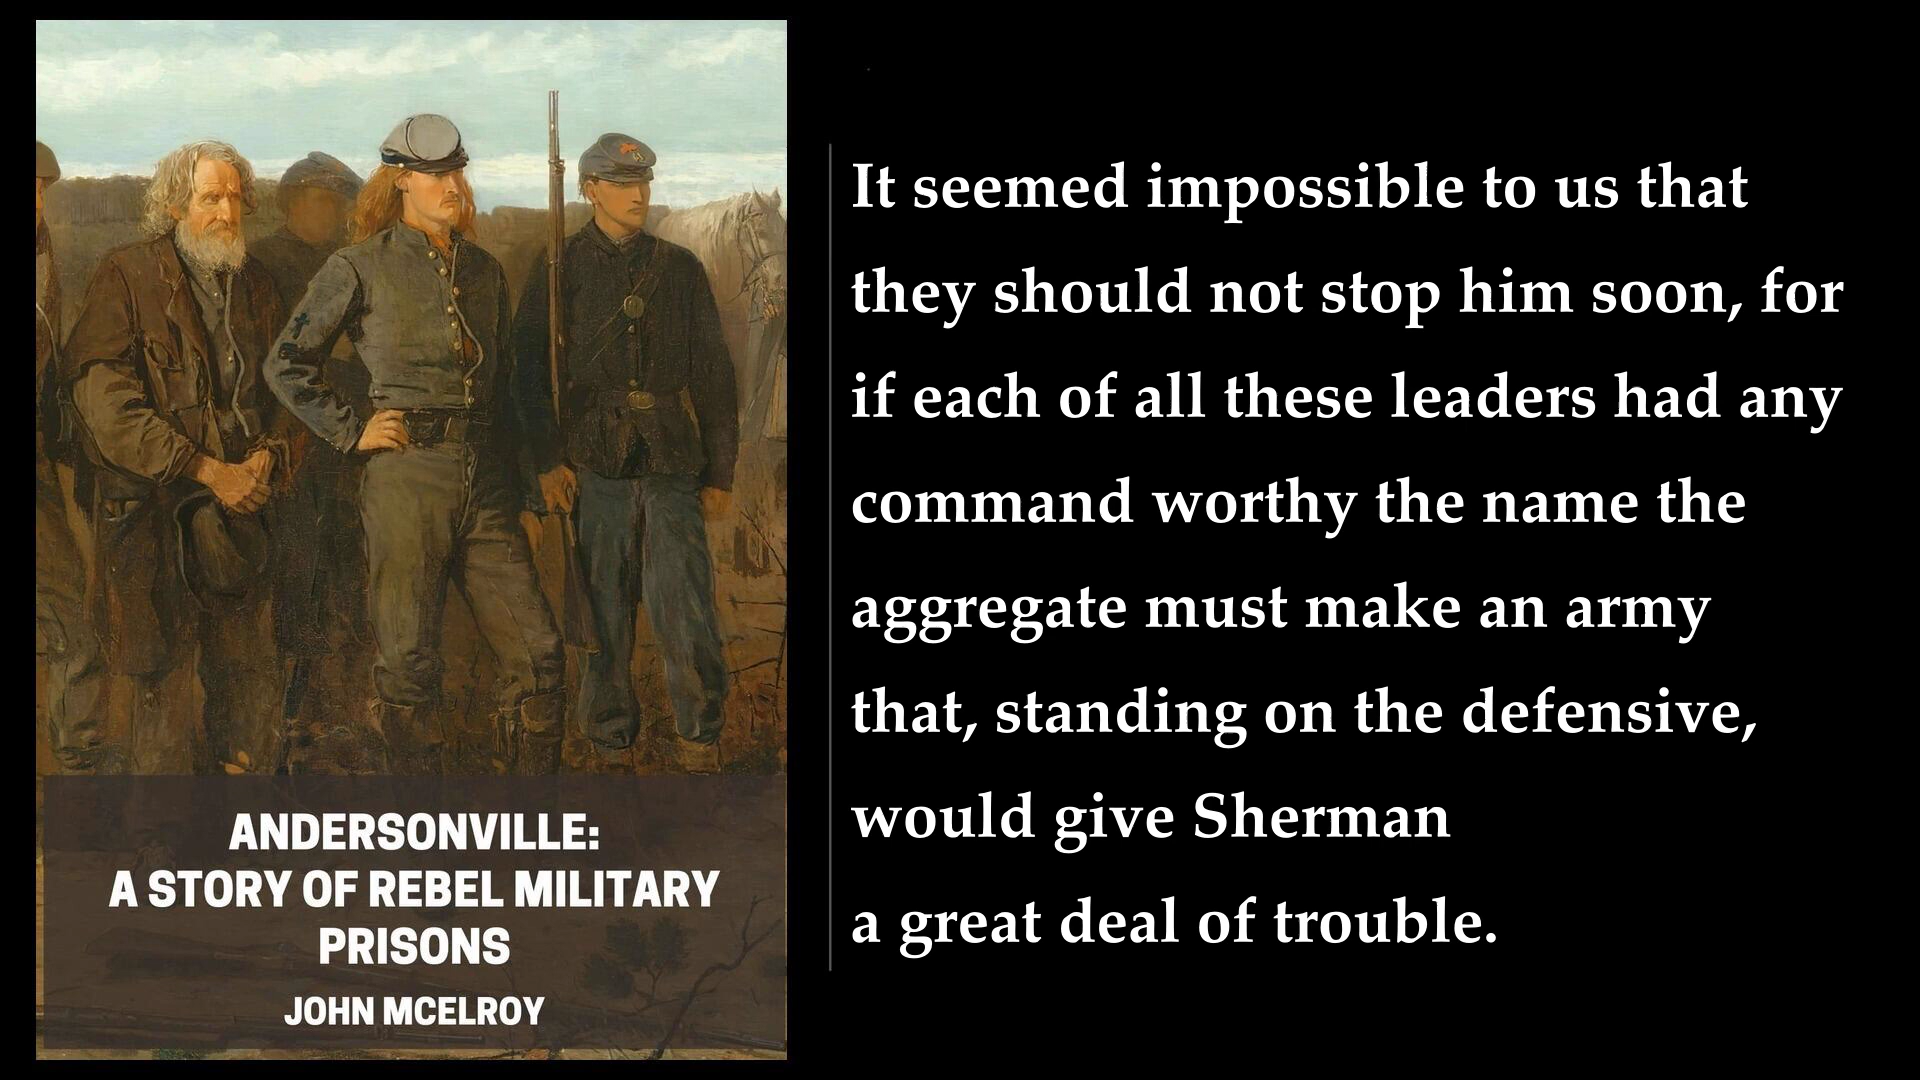 ANDERSONVILLE:
A STORY OF REBEL MILITARY
PRISONS
JOHN MCELROY
It seemed impossible to us that
they should not stop him soon, for
if each of all these leaders had any
command worthy the name the
aggregate must make an army
that, standing on the defensive,
would give Sherman
a great deal of trouble.